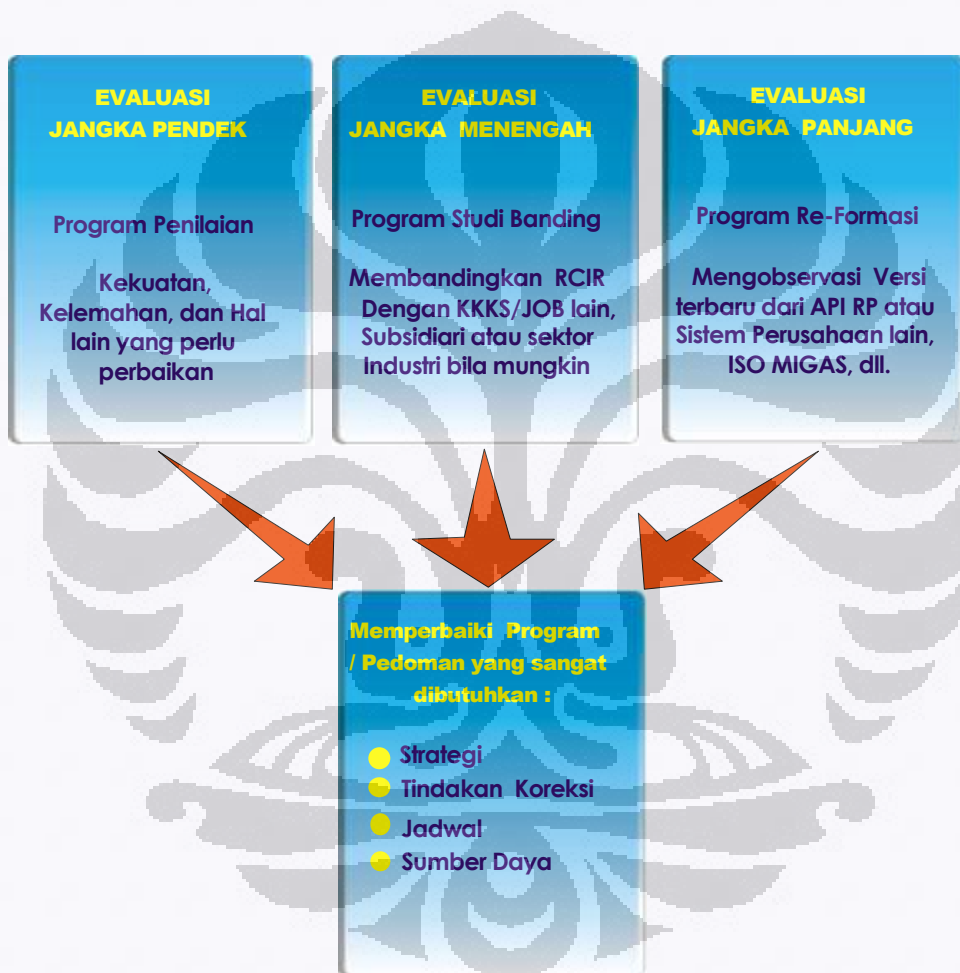 EVALUASI
JANGKA PENDEK
Program Penilaian
Kekuatan,
Kelemahan, dan Hal
lain yang perlu
perbaikan
EVALUASI
JANGKA MENENGAH
Program Studi Banding
Membandingkan RCIR
Dengan KKKS/JOB lain,
Subsidiari atau sektor
Industri bila mungkin
EVALUASI
JANGKA PANJANG
Program Re-Formasi
Mengobservasi Versi
terbaru dari API RP atau
Sistem Perusahaan lain,
ISO MIGAS, dll.
Memperbaiki Program
/ Pedoman yang sangat
dibutuhkan :
Strategi
Tindakan Koreksi
Jadwal
Sumber Daya